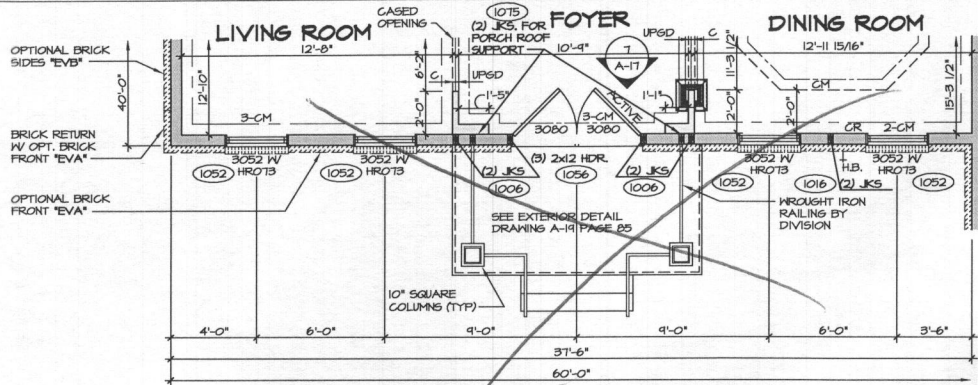 CASED
OPENING
1075
(2) JKS. FOR
PORCH ROOF
SUPPORT
LIVING ROOM
FOYER
DINING ROOM
12'-8"
10'-9"
UPGD
C
12'-11 15/16"
7
A-17
OPTIONAL BRICK
SIDES "EVB"
40'-0"
12'-10"
6'-2"
C
UPGD
1'-5"
2'-0"
3-CM
ACTIVE
1'-1"
11'-3 1/2"
2'-0"
CM
2'-0"
15'-3 1/2"
3-CM
3080
3080
CR
2-CM
BRICK RETURN
W/ OPT. BRICK
FRONT "EVA"
1052
3052 W/
HR073
3052 W/
HR073
1052
(2) JKS
1006
(3) 2x12 HDR.
1056
(2) JKS
1006
1052
3052 W/
HR073
1016
H.B.
(2) JKS
3052 W/
HR073
1052
OPTIONAL BRICK
FRONT "EVA"
SEE EXTERIOR DETAIL
DRAWING A-19 PAGE 85
WROUGHT IRON
RAILING BY
DIVISION
10" SQUARE
COLUMNS (TYP)
4'-0"
6'-0"
9'-0"
9'-0"
6'-0"
3'-6"
37'-6"
60'-0"